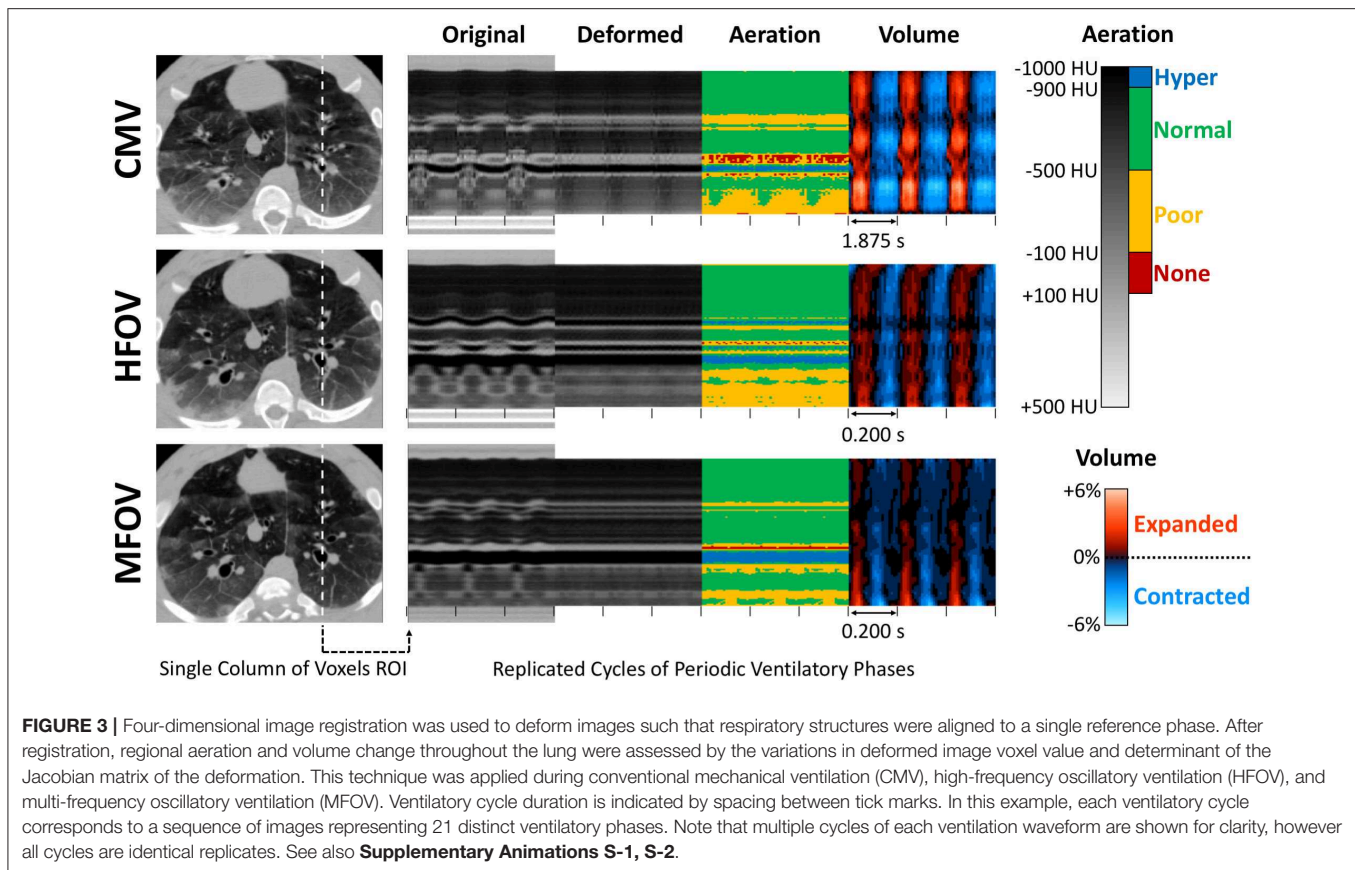 Original Deformed Aeration Volume Aeration
CMV
-1000 HU
-900 HU
-500 HU
-100 HU
+100 HU
+500 HU
Hyper
Normal
Poor
None
1.875 s
HFOV
0.200 s
MFOV
0.200 s
Volume
+6%
0%
-6%
Expanded
Contracted
Single Column of Voxels ROI Replicated Cycles of Periodic Ventilatory Phases
FIGURE 3 | Four-dimensional image registration was used to deform images such that respiratory structures were aligned to a single reference phase. After
registration, regional aeration and volume change throughout the lung were assessed by the variations in deformed image voxel value and determinant of the
Jacobian matrix of the deformation. This technique was applied during conventional mechanical ventilation (CMV), high-frequency oscillatory ventilation (HFOV), and
multi-frequency oscillatory ventilation (MFOV). Ventilatory cycle duration is indicated by spacing between tick marks. In this example, each ventilatory cycle
corresponds to a sequence of images representing 21 distinct ventilatory phases. Note that multiple cycles of each ventilation waveform are shown for clarity, however
all cycles are identical replicates. See also Supplementary Animations S-1, S-2.